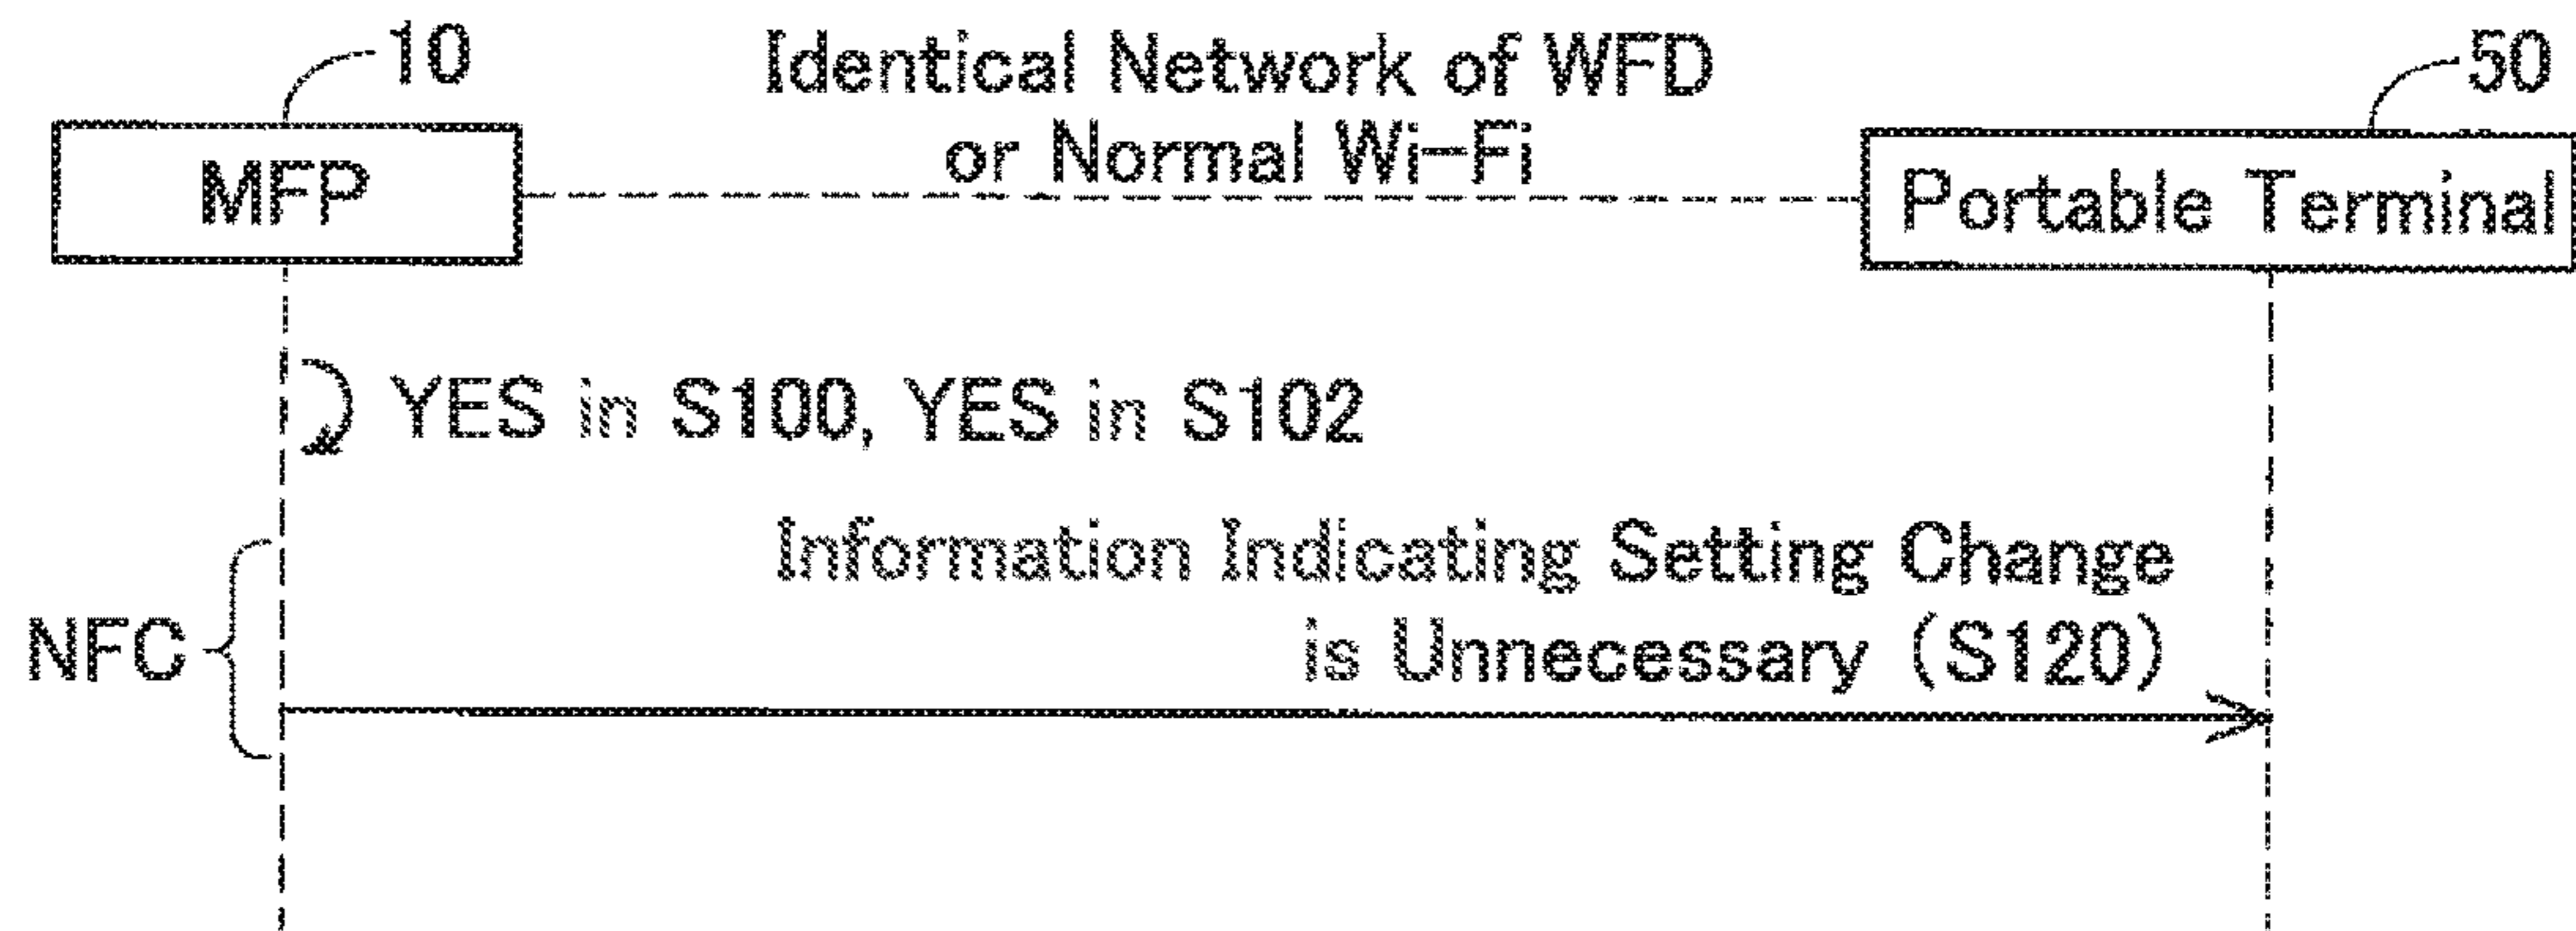 10
Identical Network of WFD
or Normal Wi-Fi
50
MFP
Portable Terminal
YES in S100, YES in S102
Information Indicating Setting Change
is Unnecessary (S120)
NFC